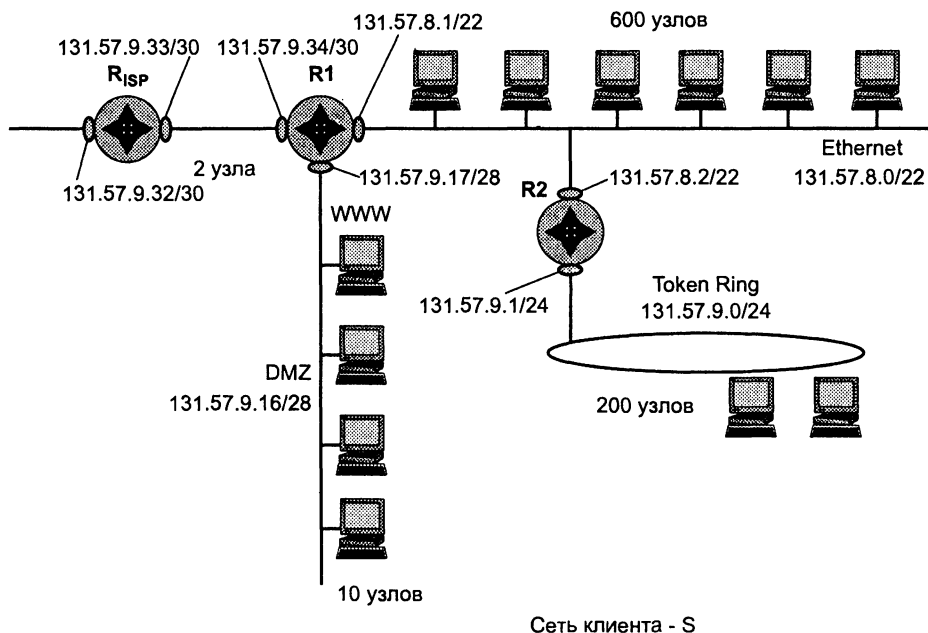 600 узлов
131.57.8.1/22
131.57.9.33/30
131.57.9.34/30
RISP
R1
2 узла
131.57.9.32/30
131.57.9.17/28
WWW
R2
131.57.8.2/22
Ethernet
131.57.8.0/22
131.57.9.1/24
Token Ring
131.57.9.0/24
DMZ
131.57.9.16/28
200 узлов
10 узлов
Сеть клиента - S